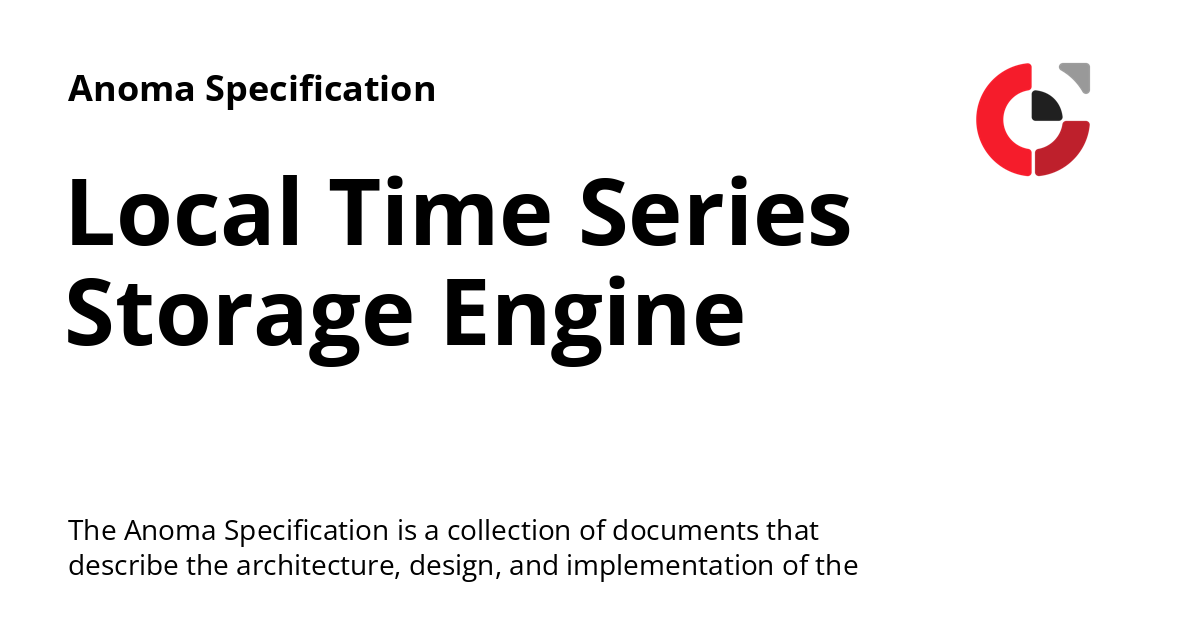 Anoma Specification
Local Time Series
Storage Engine
The Anoma Specification is a collection of documents that
describe the architecture, design, and implementation of the